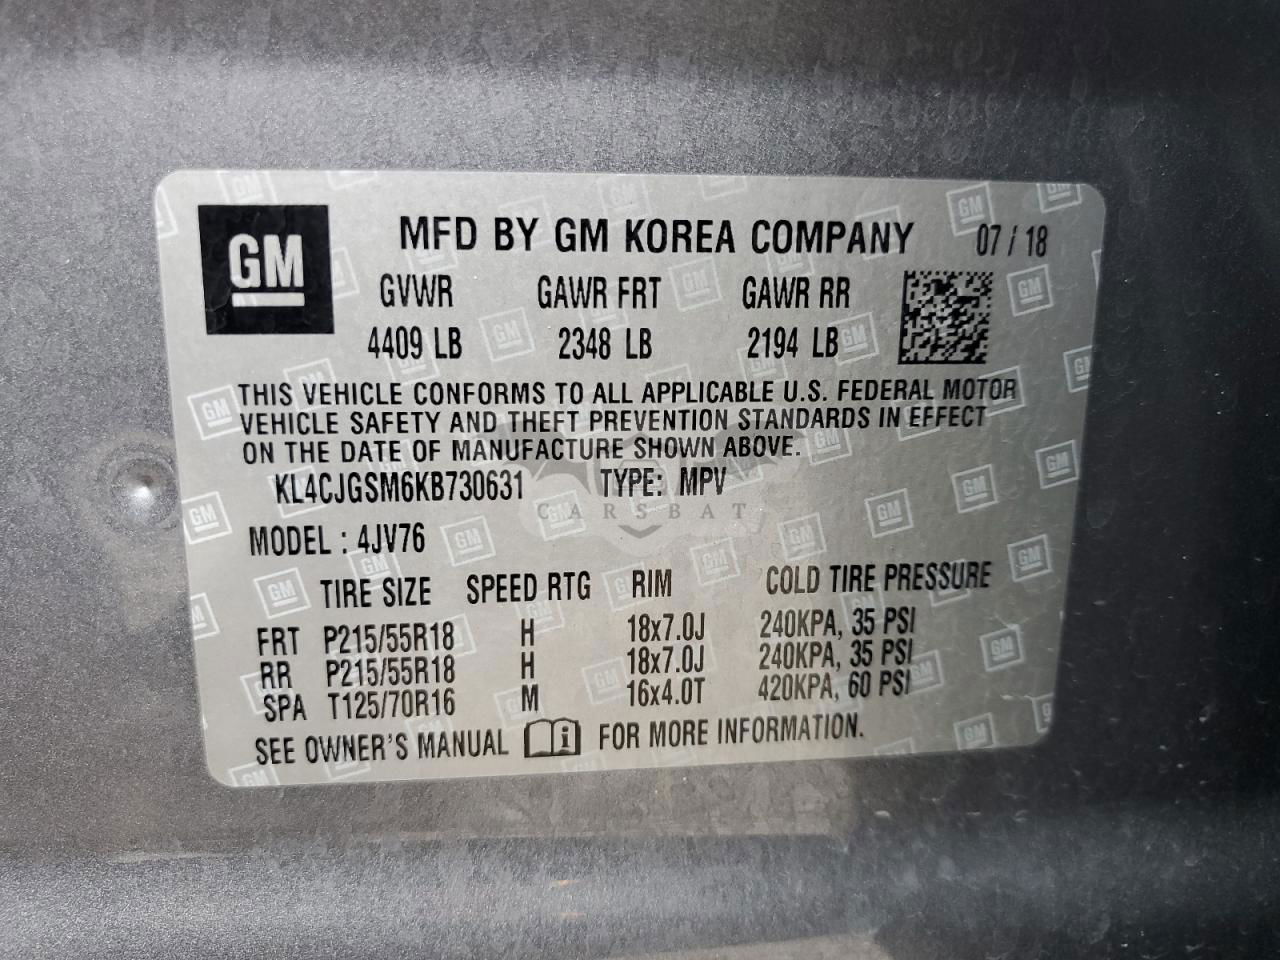 GM
MFD BY GM KOREA COMPANY 07 / 18
GVWR GAWR FRT GAWR RR
4409 LB 2348 LB 2194 LB
THIS VEHICLE CONFORMS TO ALL APPLICABLE U.S. FEDERAL MOTOR
VEHICLE SAFETY AND THEFT PREVENTION STANDARDS IN EFFECT
ON THE DATE OF MANUFACTURE SHOWN ABOVE.
KL4CJGSM6KB730631 TYPE: MPV
CARSBAT
MODEL : 4JV76
TIRE SIZE SPEED RTG RIM COLD TIRE PRESSURE
FRT P215/55R18 H 18x7.0J 240KPA, 35 PSI
RR P215/55R18 H 18x7.0J 240KPA, 35 PSI
SPA T125/70R16 M 16x4.0T 420KPA, 60 PSI
SEE OWNER'S MANUAL i FOR MORE INFORMATION.